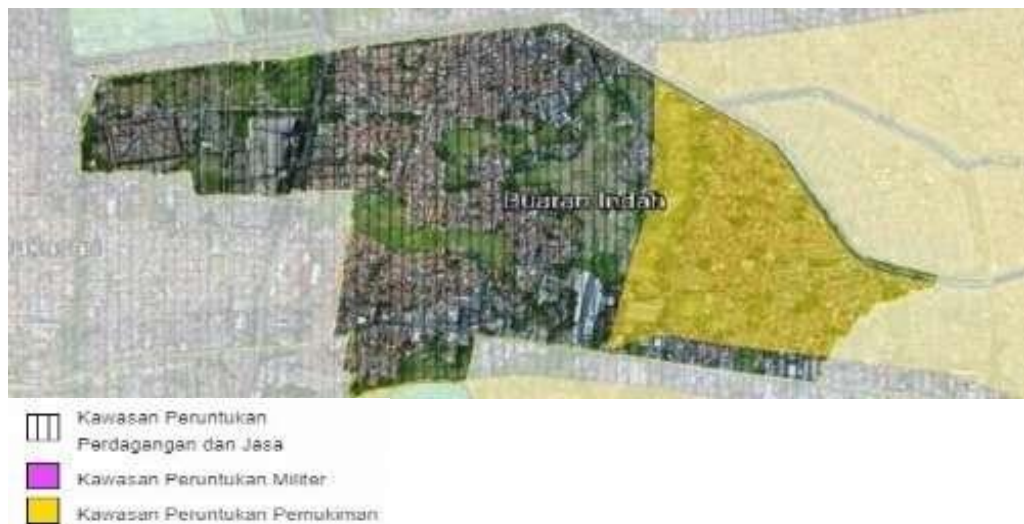 Buaran Indah
Kawasan Peruntukan
Perdagangan dan Jasa
Kawasan Peruntukan Militer
Kawasan Peruntukan Pemukiman